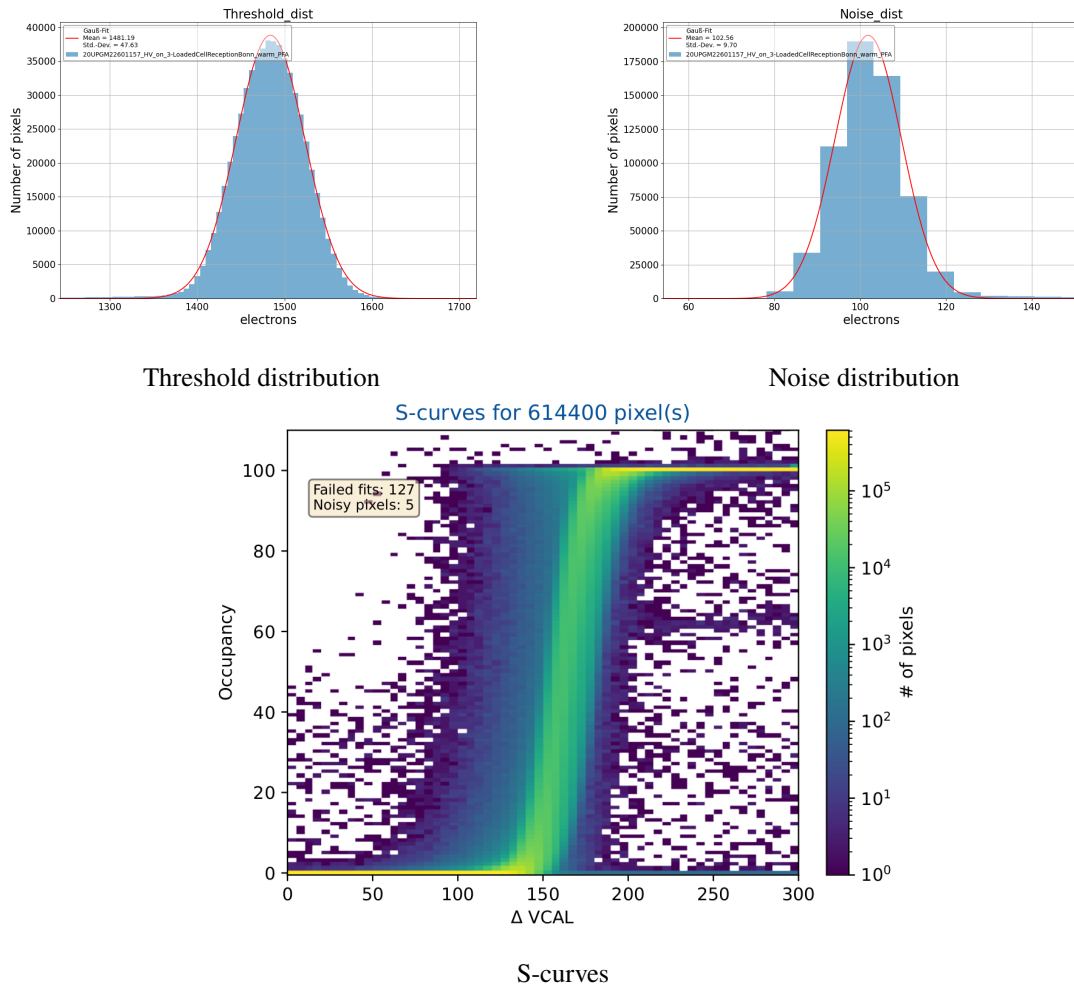 Threshold_dist
Gauß-Fit
Mean = 1481.19
Std.-Dev. = 47.63
20UPGM22601157_HV_on_3-LoadedCellReceptionBonn_warm_PFA
40000
35000
30000
25000
20000
15000
10000
5000
0
Number of pixels
1300 1400 1500 1600 1700
electrons
Noise_dist
Gauß-Fit
Mean = 102.56
Std.-Dev. = 9.70
20UPGM22601157_HV_on_3-LoadedCellReceptionBonn_warm_PFA
200000
175000
150000
125000
100000
75000
50000
25000
0
Number of pixels
60 80 100 120 140
electrons
Threshold distribution
Noise distribution
S-curves for 614400 pixel(s)
Failed fits: 127
Noisy pixels: 5
100
80
60
40
20
0
Occupancy
0 50 100 150 200 250 300
Δ VCAL
10⁵
10⁴
10³
10²
10¹
10⁰
# of pixels
S-curves